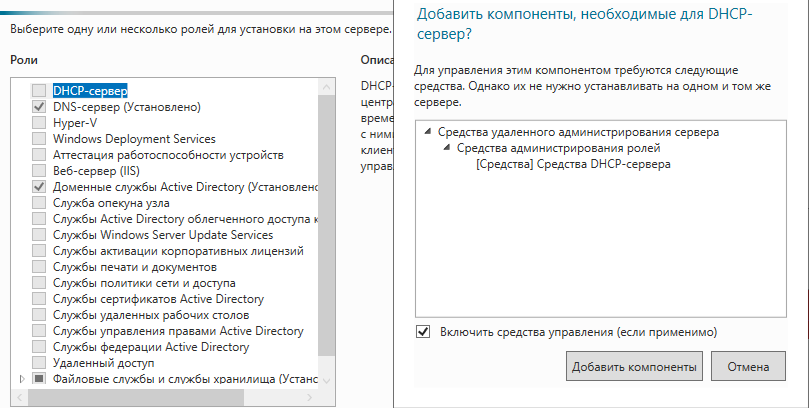 Выберите одну или несколько ролей для установки на этом сервере.
Роли
DHCP-сервер
DNS-сервер (Установлено)
Hyper-V
Windows Deployment Services
Аттестация работоспособности устройств
Веб-сервер (IIS)
Доменные службы Active Directory (Установлено
Служба опекуна узла
Службы Active Directory облегченного доступа к
Службы Windows Server Update Services
Службы активации корпоративных лицензий
Службы печати и документов
Службы политики сети и доступа
Службы сертификатов Active Directory
Службы удаленных рабочих столов
Службы управления правами Active Directory
Службы федерации Active Directory
Удаленный доступ
Файловые службы и службы хранилища (Устано
Описа
DHCP-
центр
време
с ними
клиен
управ
Добавить компоненты, необходимые для DHCP-
сервер?
Для управления этим компонентом требуются следующие
средства. Однако их не нужно устанавливать на одном и том же
сервере.
Средства удаленного администрирования сервера
Средства администрирования ролей
[Средства] Средства DHCP-сервера
Включить средства управления (если применимо)
Добавить компоненты
Отмена